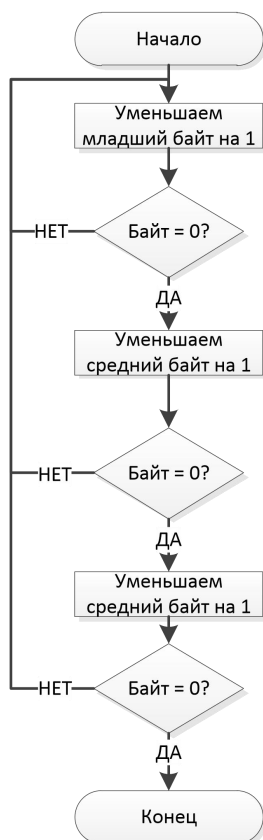 Начало
Уменьшаем
младший байт на 1
НЕТ
Байт = 0?
ДА
Уменьшаем
средний байт на 1
НЕТ
Байт = 0?
ДА
Уменьшаем
средний байт на 1
НЕТ
Байт = 0?
ДА
Конец